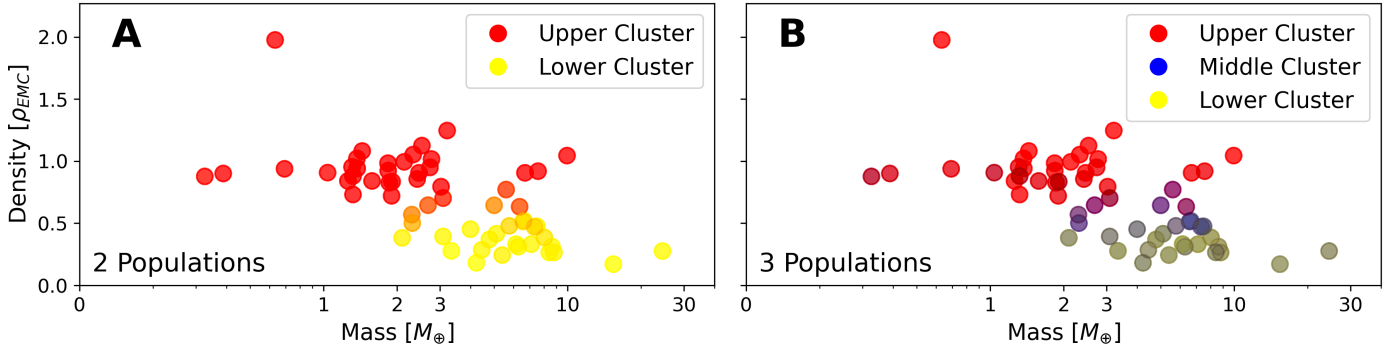 A
Upper Cluster
Lower Cluster
2 Populations
Density [ρEMC]
0.0
0.5
1.0
1.5
2.0
0 1 2 3 10 30
Mass [M⊕]
B
Upper Cluster
Middle Cluster
Lower Cluster
3 Populations
0 1 2 3 10 30
Mass [M⊕]